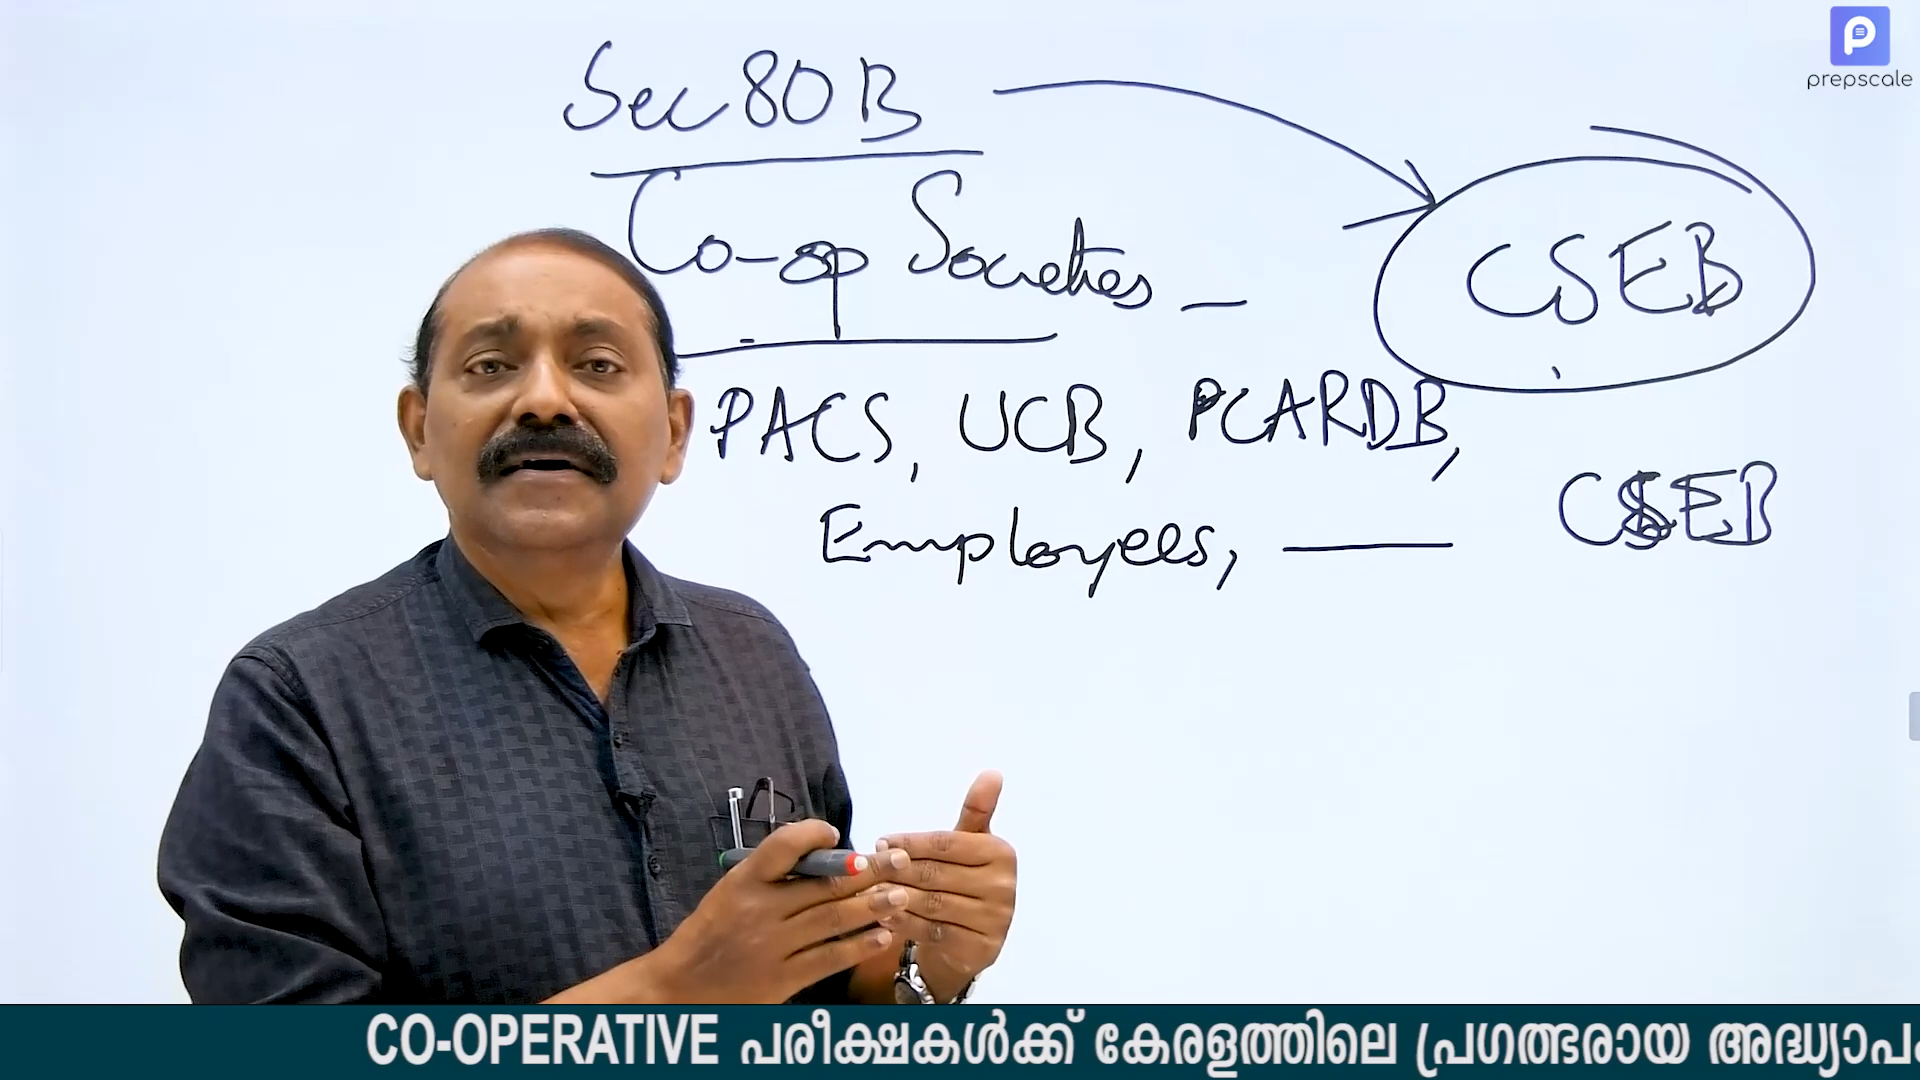 prepscale
Sec 80 B
Co-op Societies –
CSEB
PACS, UCB, PCARDB,
Employees, —
CSEB
CO-OPERATIVE പരീക്ഷകൾക്ക് കേരളത്തിലെ പ്രഗത്ഭരായ അദ്ധ്യാപ